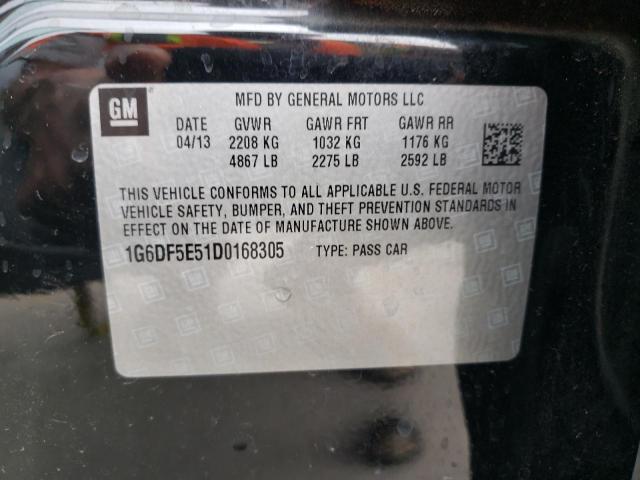 GM
MFD BY GENERAL MOTORS LLC
DATE GVWR GAWR FRT GAWR RR
04/13 2208 KG 1032 KG 1176 KG
4867 LB 2275 LB 2592 LB
THIS VEHICLE CONFORMS TO ALL APPLICABLE U.S. FEDERAL MOTOR
VEHICLE SAFETY, BUMPER, AND THEFT PREVENTION STANDARDS IN
EFFECT ON THE DATE OF MANUFACTURE SHOWN ABOVE.
1G6DF5E51D0168305 TYPE: PASS CAR